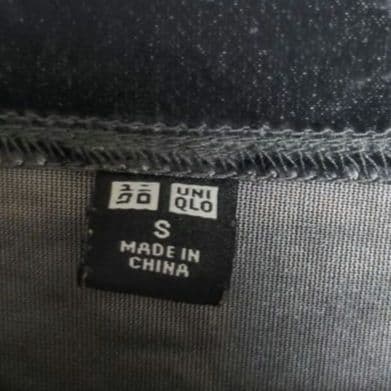 ユニ UNI
クロ QLO
S
MADE IN
CHINA